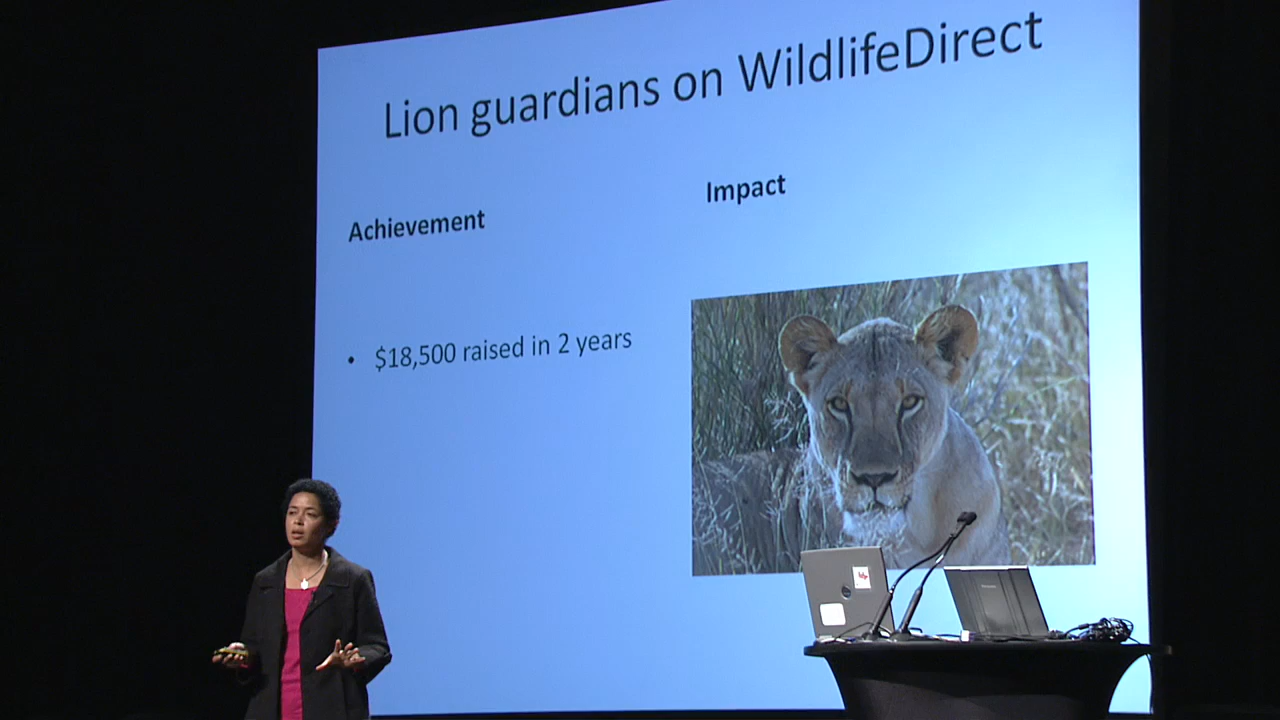 Lion guardians on WildlifeDirect
Achievement
Impact
• $18,500 raised in 2 years